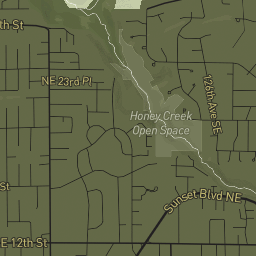 th St
NE 23rd Pl
126th Ave SE
Honey Creek
Open Space
St
Sunset Blvd NE
E 12th St